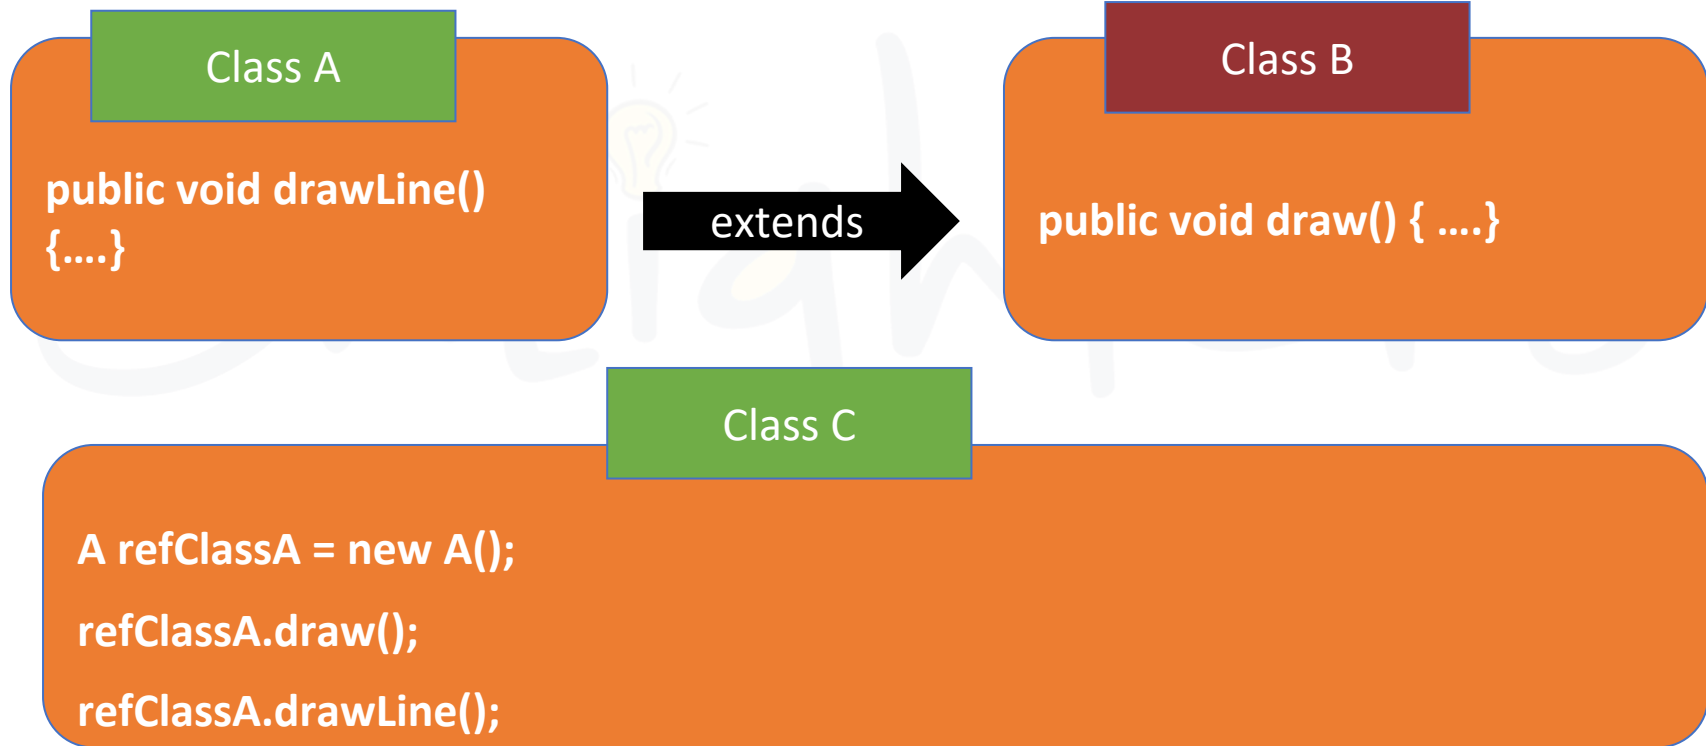 Class A
public void drawLine()
{....}
extends
Class B
public void draw() { ....}
Class C
A refClassA = new A();
refClassA.draw();
refClassA.drawLine();